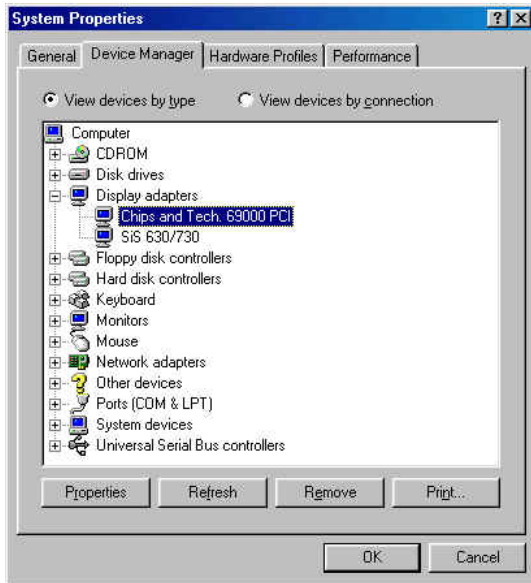 System Properties
General Device Manager Hardware Profiles Performance
View devices by type View devices by connection
Computer
CDROM
Disk drives
Display adapters
Chips and Tech. 69000 PCI
SiS 630/730
Floppy disk controllers
Hard disk controllers
Keyboard
Monitors
Mouse
Network adapters
Other devices
Ports (COM & LPT)
System devices
Universal Serial Bus controllers
Properties Refresh Remove Print...
OK Cancel